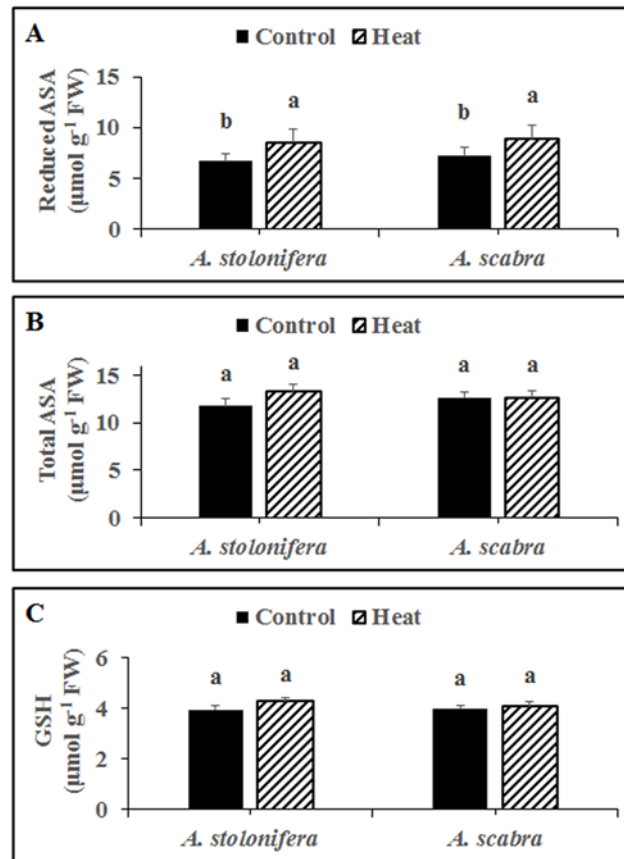 A
Control Heat
Reduced ASA
(µmol g⁻¹ FW)
15
10
5
0
b a b a
A. stolonifera A. scabra
B
Control Heat
Total ASA
(µmol g⁻¹ FW)
15
10
5
0
a a a a
A. stolonifera A. scabra
C
Control Heat
GSH
(µmol g⁻¹ FW)
6
4
2
0
a a a a
A. stolonifera A. scabra